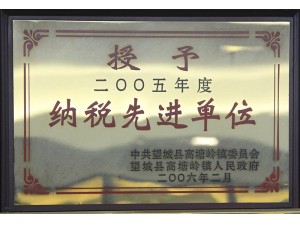 授予
二〇〇五年度
纳税先进单位
中共望城县高塘岭镇委员会
望城县高塘岭镇人民政府
二〇〇六年二月